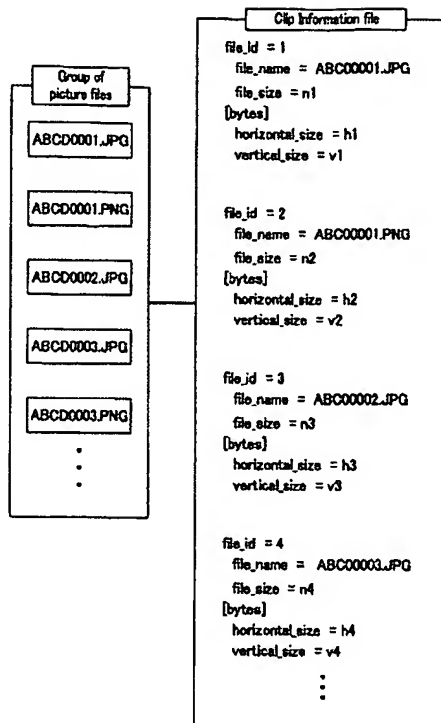 Group of
picture files
ABCD0001.JPG
ABCD0001.PNG
ABCD0002.JPG
ABCD0003.JPG
ABCD0003.PNG
Clip Information file
file_id = 1
file_name = ABC00001.JPG
file_size = n1
[bytes]
horizontal_size = h1
vertical_size = v1
file_id = 2
file_name = ABC00001.PNG
file_size = n2
[bytes]
horizontal_size = h2
vertical_size = v2
file_id = 3
file_name = ABC00002.JPG
file_size = n3
[bytes]
horizontal_size = h3
vertical_size = v3
file_id = 4
file_name = ABC00003.JPG
file_size = n4
[bytes]
horizontal_size = h4
vertical_size = v4